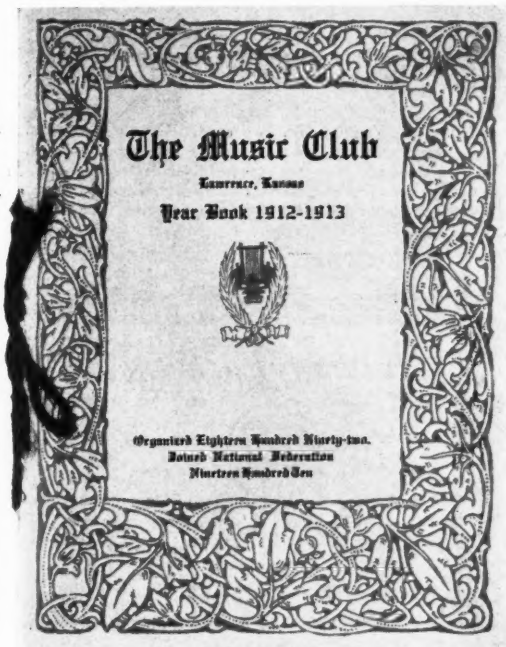 The Music Club
Lawrence, Kansas
Year Book 1912-1913
Organized Eighteen Hundred Ninety-two.
Joined National Federation
Nineteen Hundred Ten